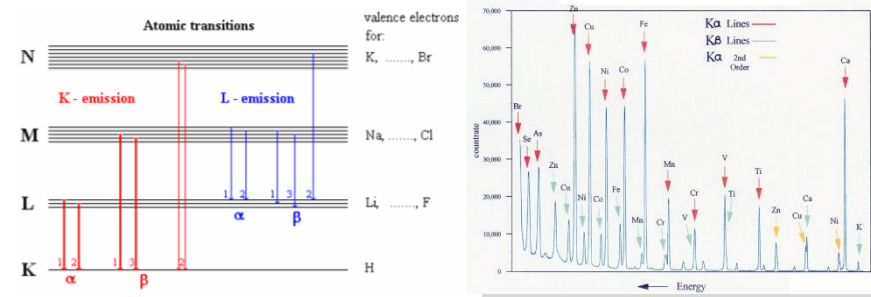 Atomic transitions
valence electrons
for:
N
K, ......., Br
K - emission
L - emission
M
Na, ......, Cl
1 2 1 3 2
α
β
L
Li, ......, F
1 2 1 3 2
α
β
K
H
70,000
60,000
50,000
40,000
30,000
20,000
10,000
0
countrate
Energy
Kα Lines
Kβ Lines
Kα 2nd
Order
Br
Se
As
Zn
Cu
Zn
Cu
Ni
Ni
Co
Fe
Co
Mn
Fe
Cr
Mn
V
Cr
V
Ti
Ti
Zn
Cu
Ca
Ni
Ca
K